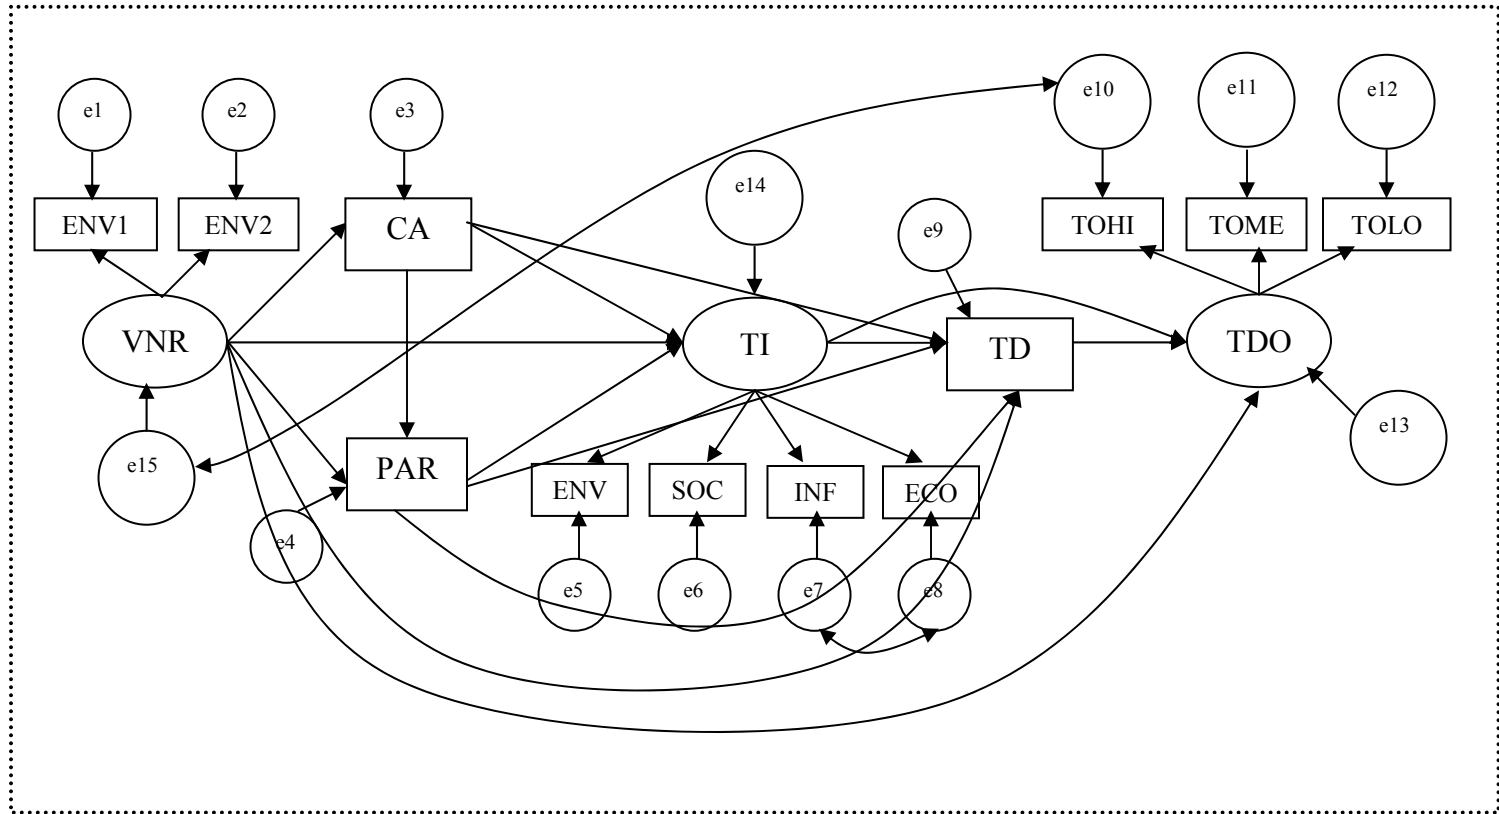 e1
e2
e3
e10
e11
e12
e14
e9
ENV1
ENV2
CA
TOHI
TOME
TOLO
VNR
TI
TD
TDO
e15
PAR
e13
ENV
SOC
INF
ECO
e4
e5
e6
e7
e8